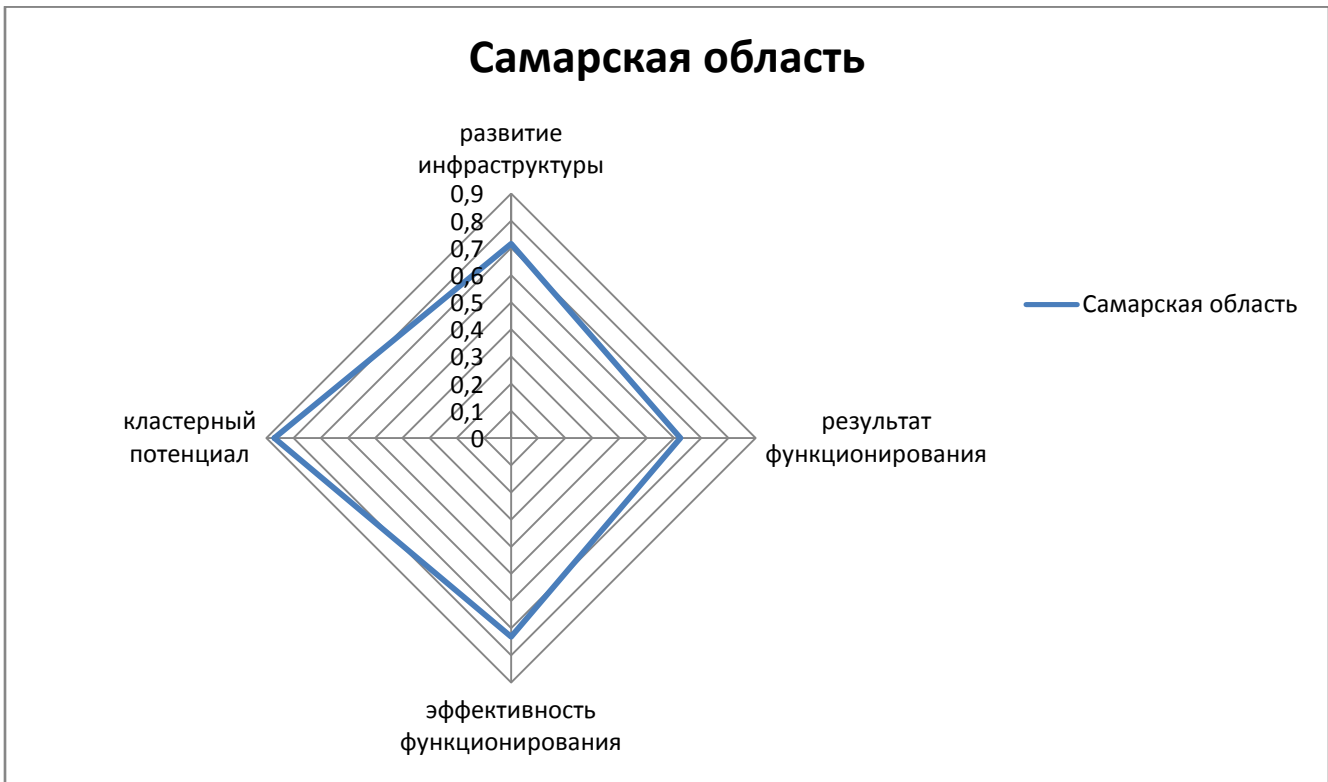 Самарская область
развитие
инфраструктуры
0,9
0,8
0,7
0,6
0,5
0,4
0,3
0,2
0,1
0
Самарская область
кластерный
потенциал
результат
функционирования
эффективность
функционирования